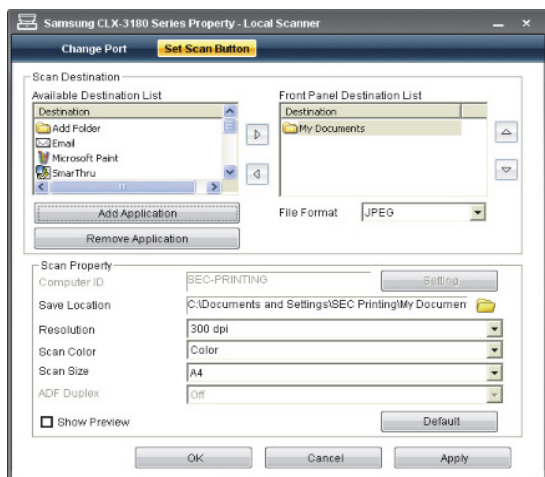 Samsung CLX-3180 Series Property - Local Scanner
Change Port Set Scan Button
Scan Destination
Available Destination List
Destination
Add Folder
Email
Microsoft Paint
SmarThru
Add Application
Remove Application
Front Panel Destination List
Destination
My Documents
File Format JPEG
Scan Property
Computer ID SEC-PRINTING Setting
Save Location C:\Documents and Settings\SEC Printing\My Documen
Resolution 300 dpi
Scan Color Color
Scan Size A4
ADF Duplex Off
Show Preview Default
OK Cancel Apply